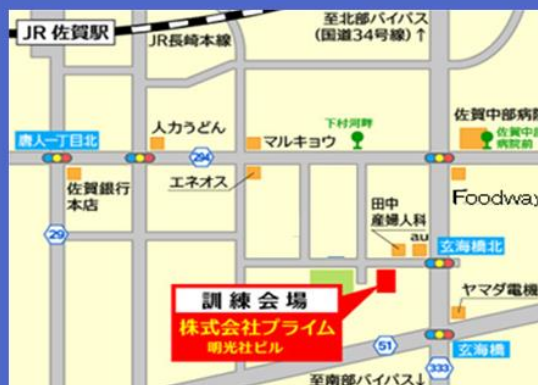 JR 佐賀駅
JR長崎本線
至北部バイパス
(国道34号線)↑
唐人一丁目北
人力うどん
294
マルキョウ
下村河畔
佐賀中部病院
佐賀中部
病院前
佐賀銀行
本店
エネオス
田中
産婦人科
au
Foodway
29
玄海橋北
訓練会場
株式会社プライム
明光社ビル
ヤマダ電機
51
玄海橋
333
至南部バイパス↓